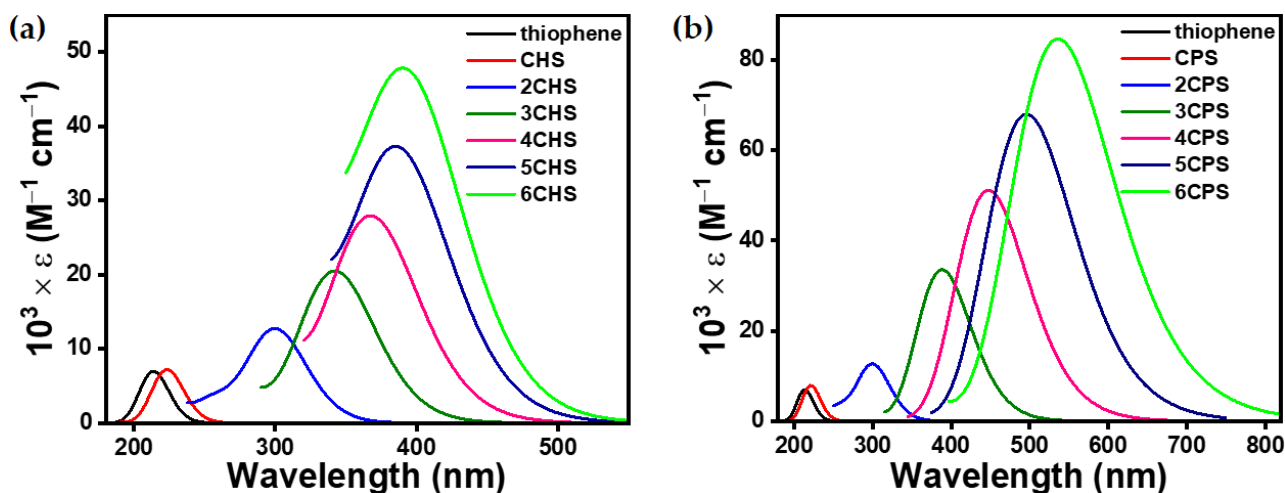 (a)
10³ × ε (M⁻¹ cm⁻¹)
50
40
30
20
10
0
thiophene
CHS
2CHS
3CHS
4CHS
5CHS
6CHS
200 300 400 500
Wavelength (nm)
(b)
10³ × ε (M⁻¹ cm⁻¹)
80
60
40
20
0
thiophene
CPS
2CPS
3CPS
4CPS
5CPS
6CPS
200 300 400 500 600 700 800
Wavelength (nm)